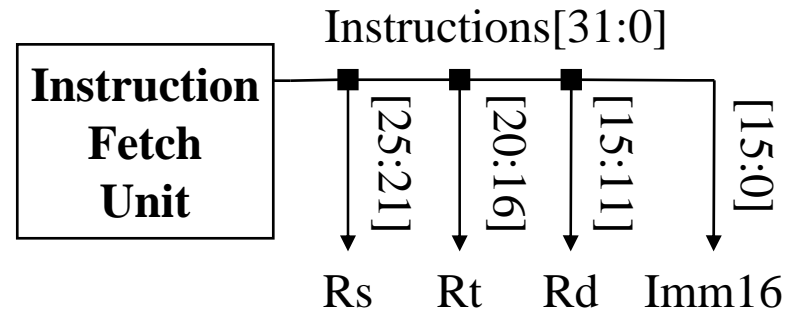 Instructions[31:0]
Instruction
Fetch
Unit
[25:21]
[20:16]
[15:11]
[15:0]
Rs
Rt
Rd
Imm16